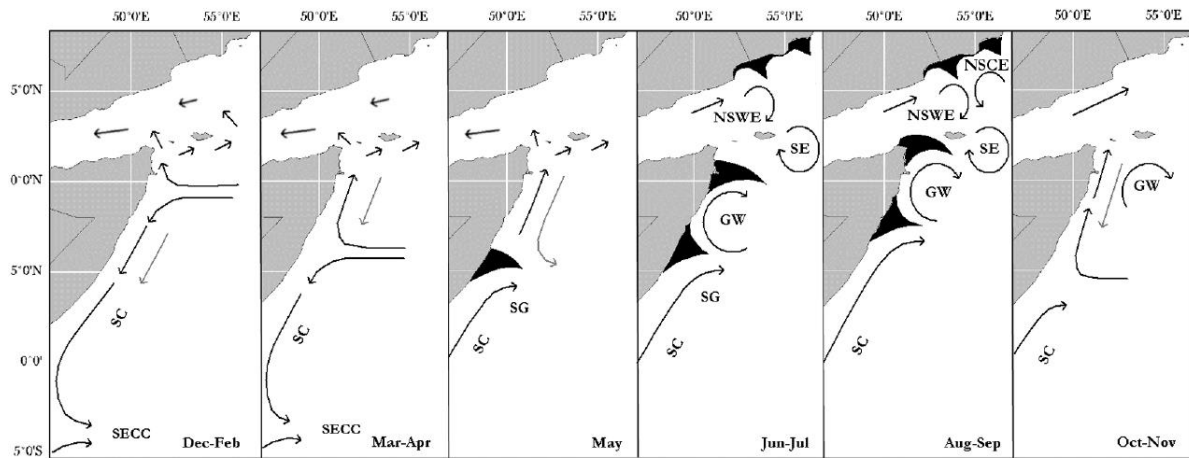 50°0'E 55°0'E 50°0'E 55°0'E 50°0'E 55°0'E 50°0'E 55°0'E 50°0'E 55°0'E 50°0'E 55°0'E
5°0'N
0°0'N
5°0'N
0°0'
5°0'S
SC
SECC
Dec-Feb
SC
SECC
Mar-Apr
SG
SC
May
NSWE
SE
GW
SG
SC
Jun-Jul
NSCE
NSWE
SE
GW
SC
Aug-Sep
GW
SC
Oct-Nov